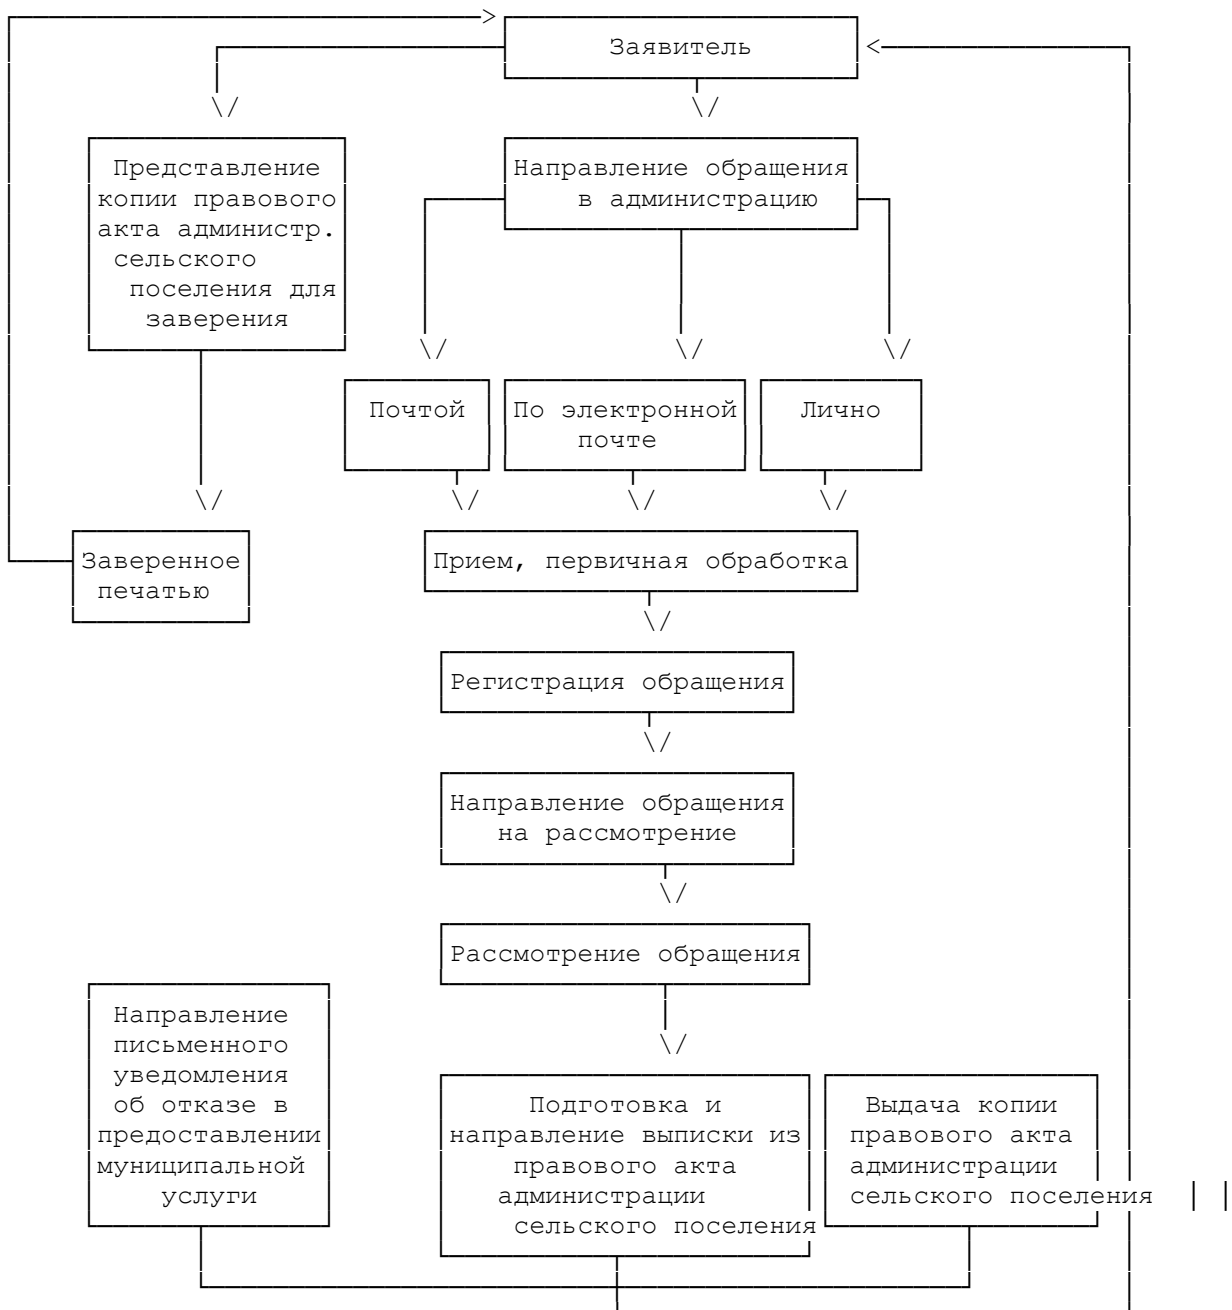 Заявитель
Представление
копии правового
акта администр.
сельского
поселения для
заверения
Направление обращения
в администрацию
Почтой
По электронной
почте
Лично
Заверенное
печатью
Прием, первичная обработка
Регистрация обращения
Направление обращения
на рассмотрение
Рассмотрение обращения
Направление
письменного
уведомления
об отказе в
предоставлении
муниципальной
услуги
Подготовка и
направление выписки из
правового акта
администрации
сельского поселения
Выдача копии
правового акта
администрации
сельского поселения